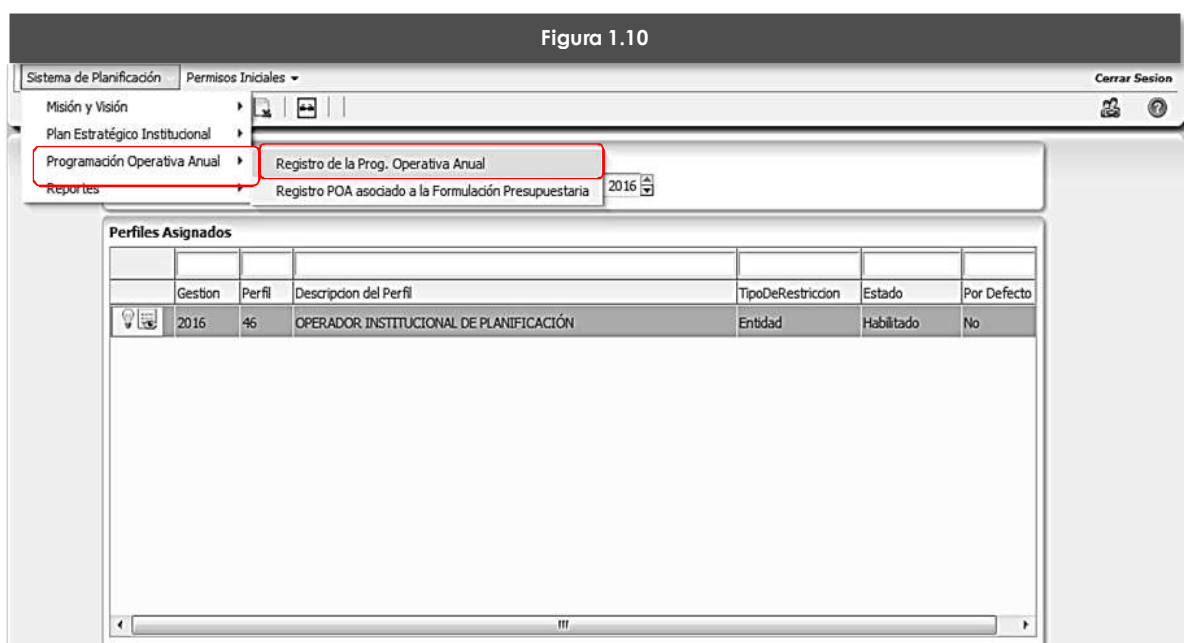 Figura 1.10
Sistema de Planificación Permisos Iniciales Cerrar Sesion
Misión y Visión
Plan Estratégico Institucional
Programación Operativa Anual Registro de la Prog. Operativa Anual
Reportes Registro POA asociado a la Formulación Presupuestaria 2016
Perfiles Asignados
Gestion Perfil Descripcion del Perfil TipoDeRestriccion Estado Por Defecto
2016 46 OPERADOR INSTITUCIONAL DE PLANIFICACIÓN Entidad Habilitado No